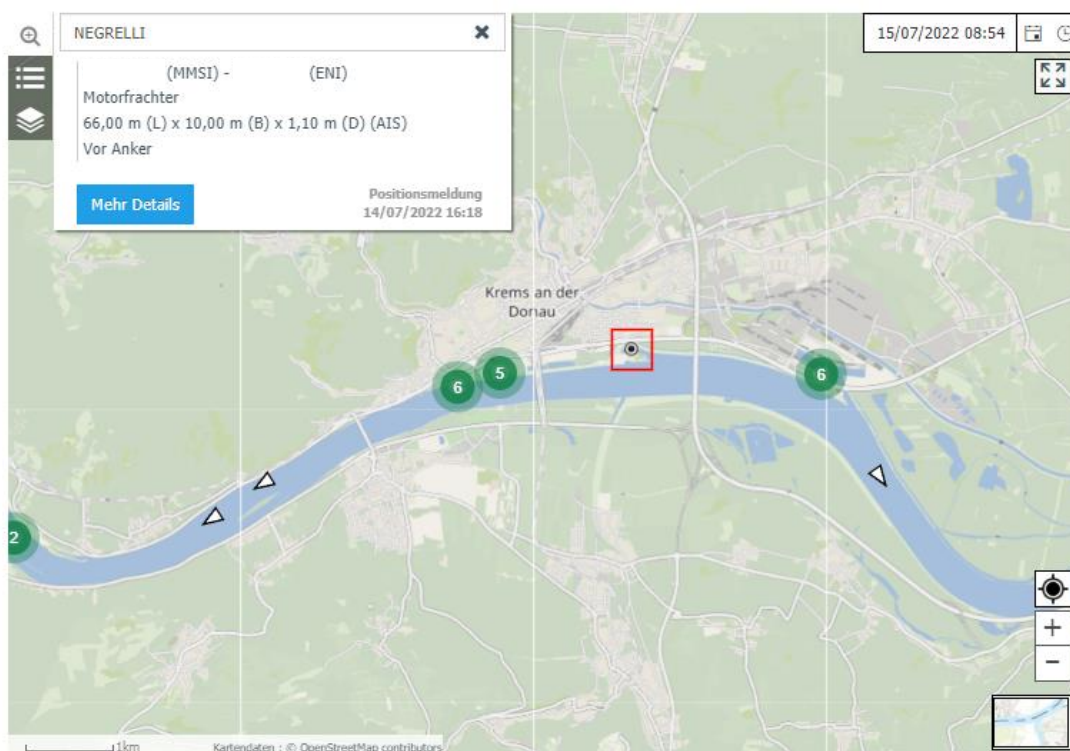 NEGRELLI
15/07/2022 08:54
(MMSI) - (ENI)
Motorfrachter
66,00 m (L) x 10,00 m (B) x 1,10 m (D) (AIS)
Vor Anker
Mehr Details
Positionsmeldung
14/07/2022 16:18
Krems an der
Donau
6
5
6
2
+
−
1km
Kartendaten : © OpenStreetMap contributors